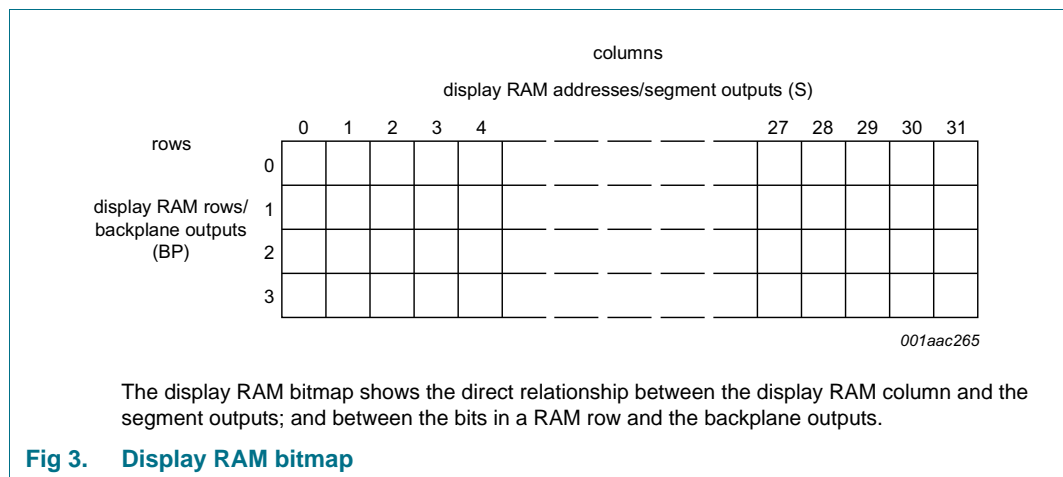 columns
display RAM addresses/segment outputs (S)
0 1 2 3 4 27 28 29 30 31
rows
0
display RAM rows/ 1
backplane outputs
(BP) 2
3
001aac265
The display RAM bitmap shows the direct relationship between the display RAM column and the
segment outputs; and between the bits in a RAM row and the backplane outputs.
Fig 3. Display RAM bitmap